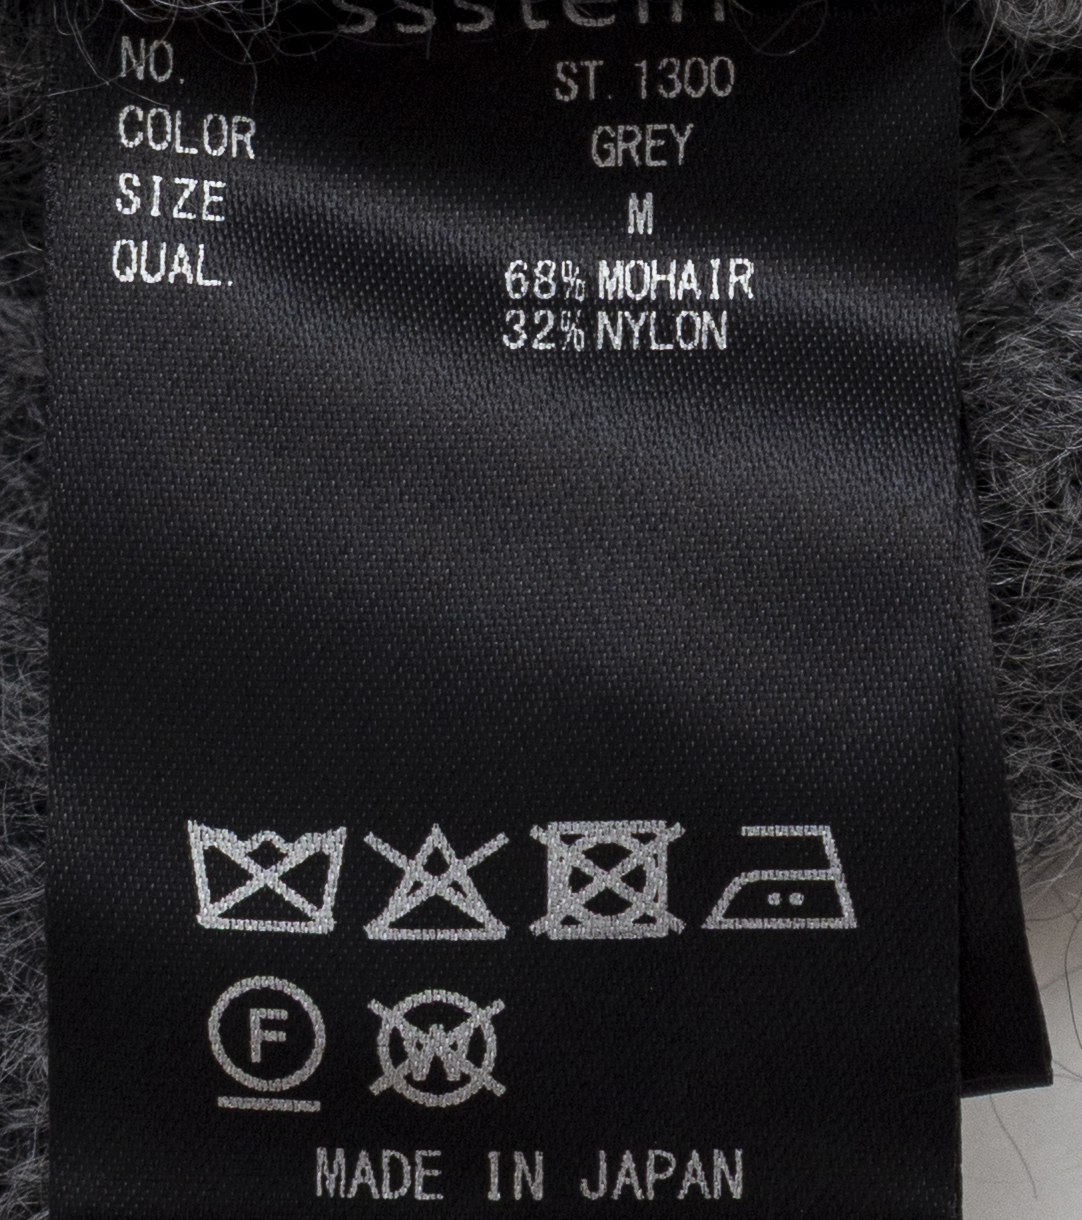 NO. ST. 1300
COLOR GREY
SIZE M
QUAL. 68% MOHAIR
32% NYLON
F
W
MADE IN JAPAN